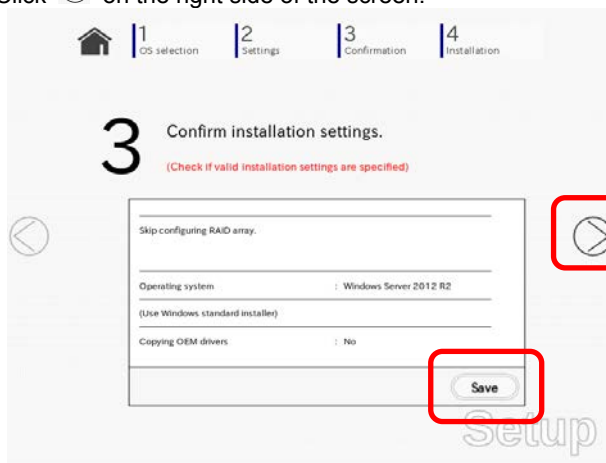 Click on the right side of the screen.
1
OS selection
2
Settings
3
Confirmation
4
Installation
3
Confirm installation settings.
(Check if valid installation settings are specified)
Skip configuring RAID array.
Operating system : Windows Server 2012 R2
(Use Windows standard installer)
Copying OEM drivers : No
Save
Setup